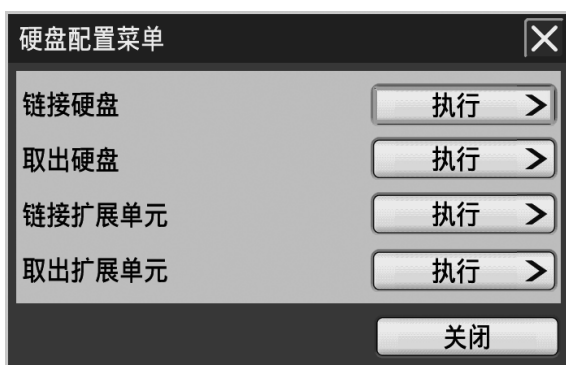 硬盘配置菜单
链接硬盘 执行
取出硬盘 执行
链接扩展单元 执行
取出扩展单元 执行
关闭